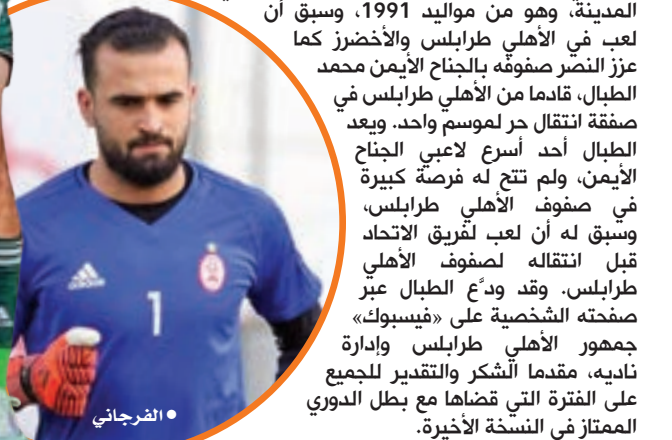 المدينة، وهو من مواليد 1991، وسبق أن
لعب في الأهلي طرابلس والأخضرز كما
عزز النصر صفوفه بالجناح الأيمن محمد
الطبال، قادما من الأهلي طرابلس في
صفقة انتقال حر لموسم واحد. ويعد
الطبال أحد أسرع لاعبي الجناح
الأيمن، ولم تتح له فرصة كبيرة
في صفوف الأهلي طرابلس،
وسبق له أن لعب لفريق الاتحاد
قبل انتقاله لصفوف الأهلي
طرابلس. وقد ودَّع الطبال عبر
صفحته الشخصية على «فيسبوك»
جمهور الأهلي طرابلس وإدارة
ناديه، مقدما الشكر والتقدير للجميع
على الفترة التي قضاها مع بطل الدوري
الممتاز في النسخة الأخيرة.
adidas
1
• الفرجاني